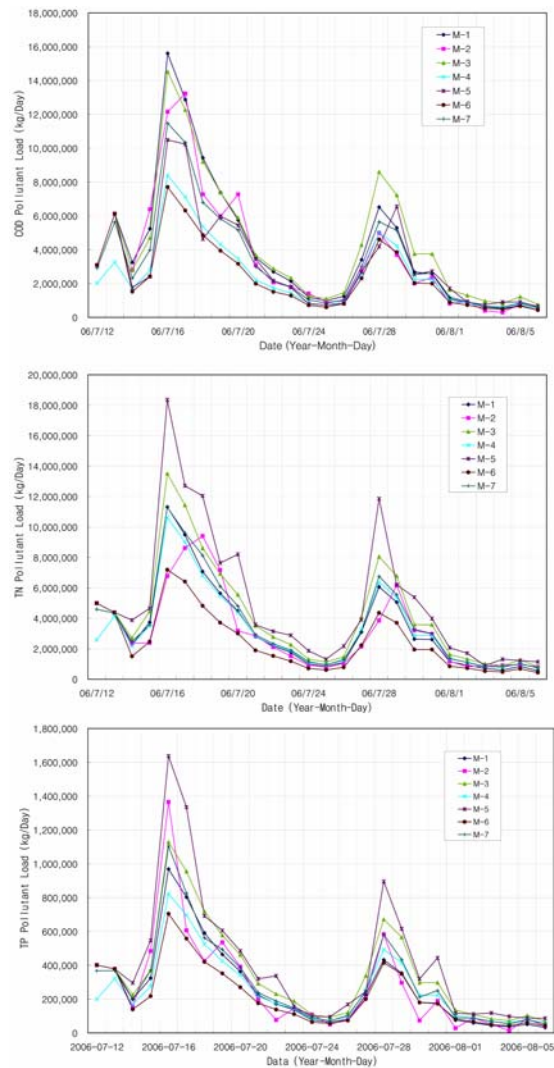 18,000,000
16,000,000
14,000,000
12,000,000
10,000,000
8,000,000
6,000,000
4,000,000
2,000,000
0
COD Pollutant Load (kg/Day)
M-1
M-2
M-3
M-4
M-5
M-6
M-7
06/7/12 06/7/16 06/7/20 06/7/24 06/7/28 06/8/1 06/8/5
Date (Year-Month-Day)
20,000,000
18,000,000
16,000,000
14,000,000
12,000,000
10,000,000
8,000,000
6,000,000
4,000,000
2,000,000
0
TN Pollutant Load (kg/Day)
M-1
M-2
M-3
M-4
M-5
M-6
M-7
06/7/12 06/7/16 06/7/20 06/7/24 06/7/28 06/8/1 06/8/5
Date (Year-Month-Day)
1,800,000
1,600,000
1,400,000
1,200,000
1,000,000
800,000
600,000
400,000
200,000
0
TP Pollutant Load (kg/Day)
M-1
M-2
M-3
M-4
M-5
M-6
M-7
2006-07-12 2006-07-16 2006-07-20 2006-07-24 2006-07-28 2006-08-01 2006-08-05
Data (Year-Month-Day)